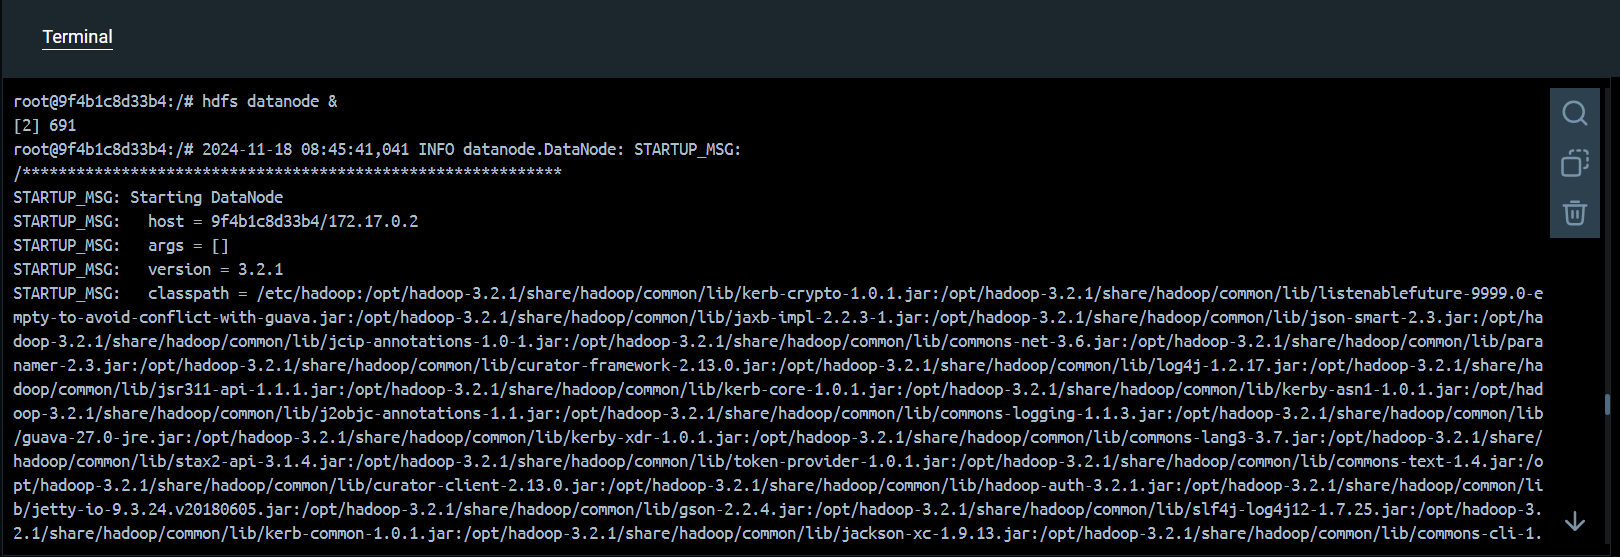 Terminal
root@9f4b1c8d33b4:/# hdfs datanode &
[2] 691
root@9f4b1c8d33b4:/# 2024-11-18 08:45:41,041 INFO datanode.DataNode: STARTUP_MSG:
/************************************************************
STARTUP_MSG: Starting DataNode
STARTUP_MSG:   host = 9f4b1c8d33b4/172.17.0.2
STARTUP_MSG:   args = []
STARTUP_MSG:   version = 3.2.1
STARTUP_MSG:   classpath = /etc/hadoop:/opt/hadoop-3.2.1/share/hadoop/common/lib/kerb-crypto-1.0.1.jar:/opt/hadoop-3.2.1/share/hadoop/common/lib/listenablefuture-9999.0-e
mpty-to-avoid-conflict-with-guava.jar:/opt/hadoop-3.2.1/share/hadoop/common/lib/jaxb-impl-2.2.3-1.jar:/opt/hadoop-3.2.1/share/hadoop/common/lib/json-smart-2.3.jar:/opt/ha
doop-3.2.1/share/hadoop/common/lib/jcip-annotations-1.0-1.jar:/opt/hadoop-3.2.1/share/hadoop/common/lib/commons-net-3.6.jar:/opt/hadoop-3.2.1/share/hadoop/common/lib/para
namer-2.3.jar:/opt/hadoop-3.2.1/share/hadoop/common/lib/curator-framework-2.13.0.jar:/opt/hadoop-3.2.1/share/hadoop/common/lib/log4j-1.2.17.jar:/opt/hadoop-3.2.1/share/ha
doop/common/lib/jsr311-api-1.1.1.jar:/opt/hadoop-3.2.1/share/hadoop/common/lib/kerb-core-1.0.1.jar:/opt/hadoop-3.2.1/share/hadoop/common/lib/kerby-asn1-1.0.1.jar:/opt/had
oop-3.2.1/share/hadoop/common/lib/j2objc-annotations-1.1.jar:/opt/hadoop-3.2.1/share/hadoop/common/lib/commons-logging-1.1.3.jar:/opt/hadoop-3.2.1/share/hadoop/common/lib
/guava-27.0-jre.jar:/opt/hadoop-3.2.1/share/hadoop/common/lib/kerby-xdr-1.0.1.jar:/opt/hadoop-3.2.1/share/hadoop/common/lib/commons-lang3-3.7.jar:/opt/hadoop-3.2.1/share/
hadoop/common/lib/stax2-api-3.1.4.jar:/opt/hadoop-3.2.1/share/hadoop/common/lib/token-provider-1.0.1.jar:/opt/hadoop-3.2.1/share/hadoop/common/lib/commons-text-1.4.jar:/o
pt/hadoop-3.2.1/share/hadoop/common/lib/curator-client-2.13.0.jar:/opt/hadoop-3.2.1/share/hadoop/common/lib/hadoop-auth-3.2.1.jar:/opt/hadoop-3.2.1/share/hadoop/common/li
b/jetty-io-9.3.24.v20180605.jar:/opt/hadoop-3.2.1/share/hadoop/common/lib/gson-2.2.4.jar:/opt/hadoop-3.2.1/share/hadoop/common/lib/slf4j-log4j12-1.7.25.jar:/opt/hadoop-3.
2.1/share/hadoop/common/lib/kerb-common-1.0.1.jar:/opt/hadoop-3.2.1/share/hadoop/common/lib/jackson-xc-1.9.13.jar:/opt/hadoop-3.2.1/share/hadoop/common/lib/commons-cli-1.